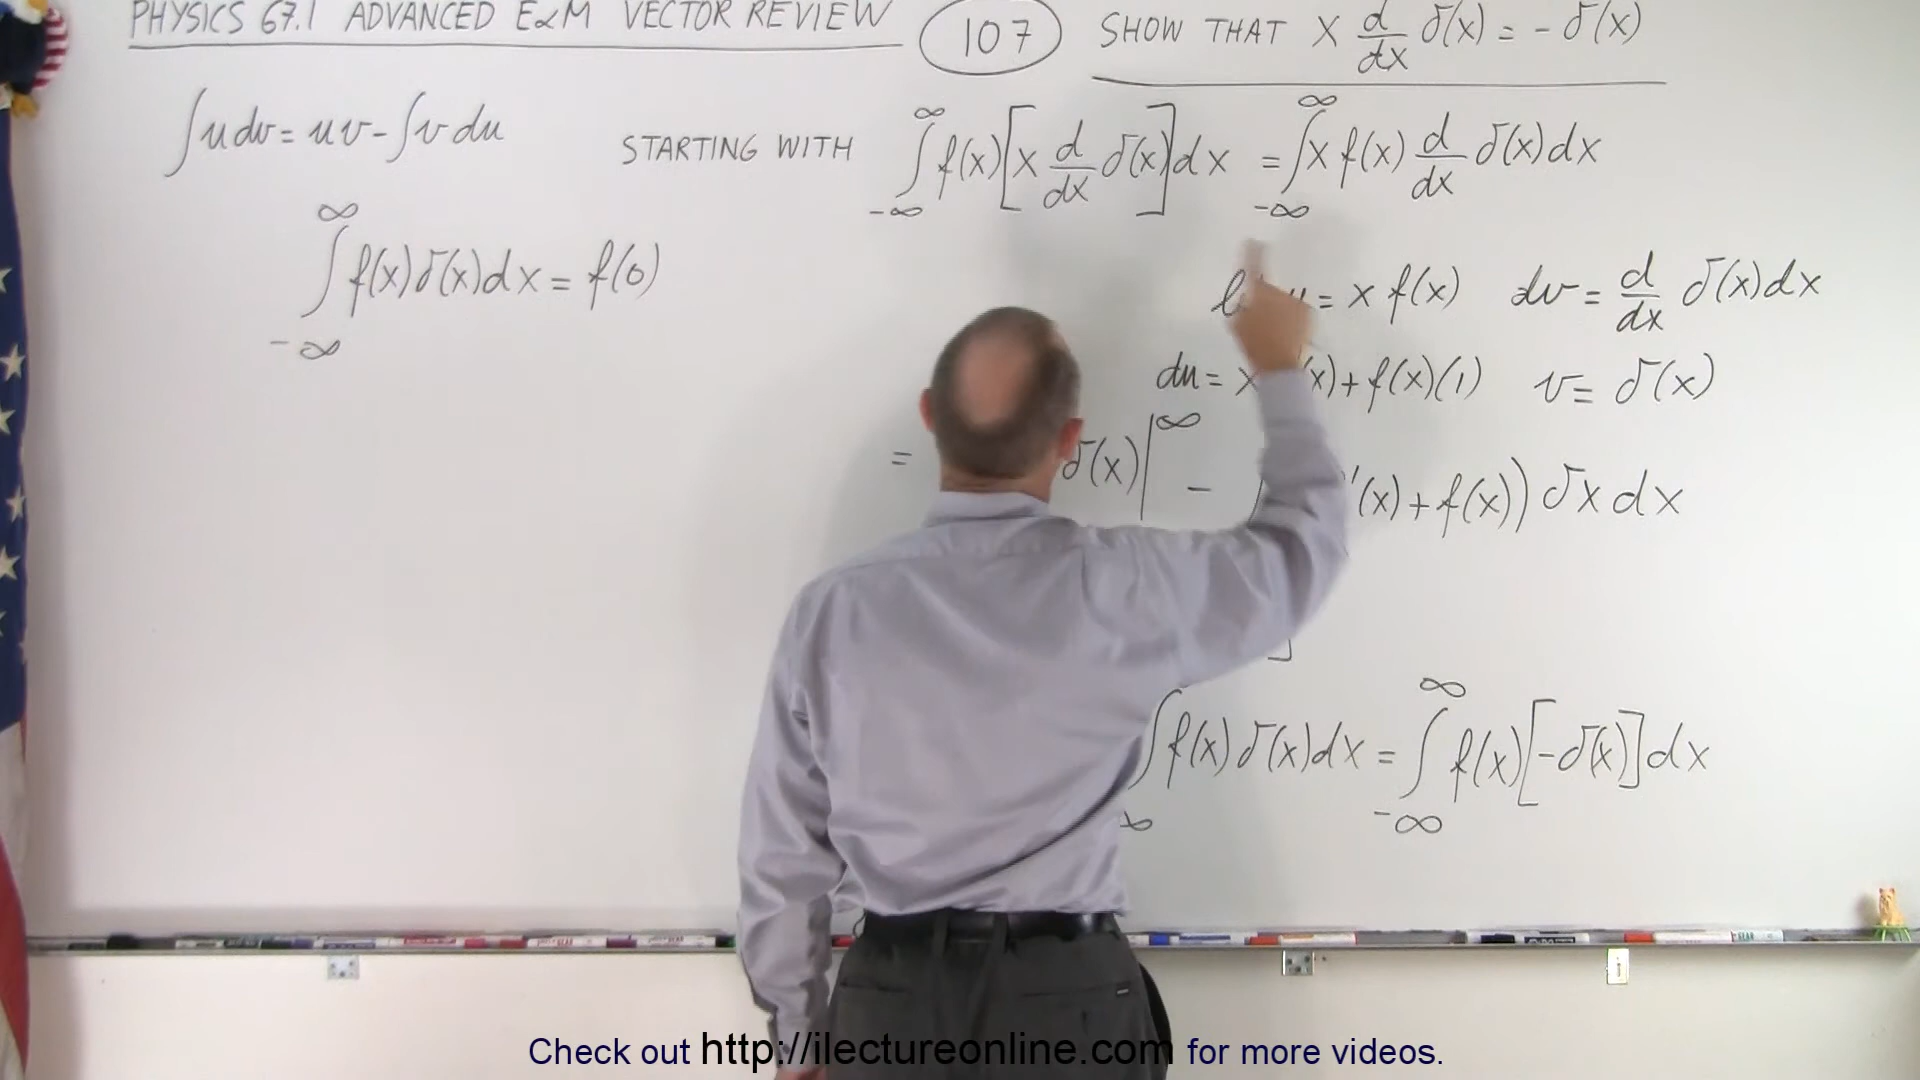 PHYSICS 67.1 ADVANCED E&M VECTOR REVIEW 107 SHOW THAT x d/dx δ(x) = - δ(x)
∫u dv = uv - ∫v du
STARTING WITH ∫_{-∞}^{∞} f(x)[x d/dx δ(x)]dx = ∫_{-∞}^{∞} x f(x) d/dx δ(x)dx
∫_{-∞}^{∞} f(x)δ(x)dx = f(0)
= x f(x) dv = d/dx δ(x)dx
du = x (x) + f(x)(1) v = δ(x)
= δ(x)|^∞ - '(x) + f(x)) δx dx
]
∫ f(x)δ(x)dx = ∫_{-∞}^{∞} f(x)[-δ(x)]dx
Check out http://ilectureonline.com for more videos.